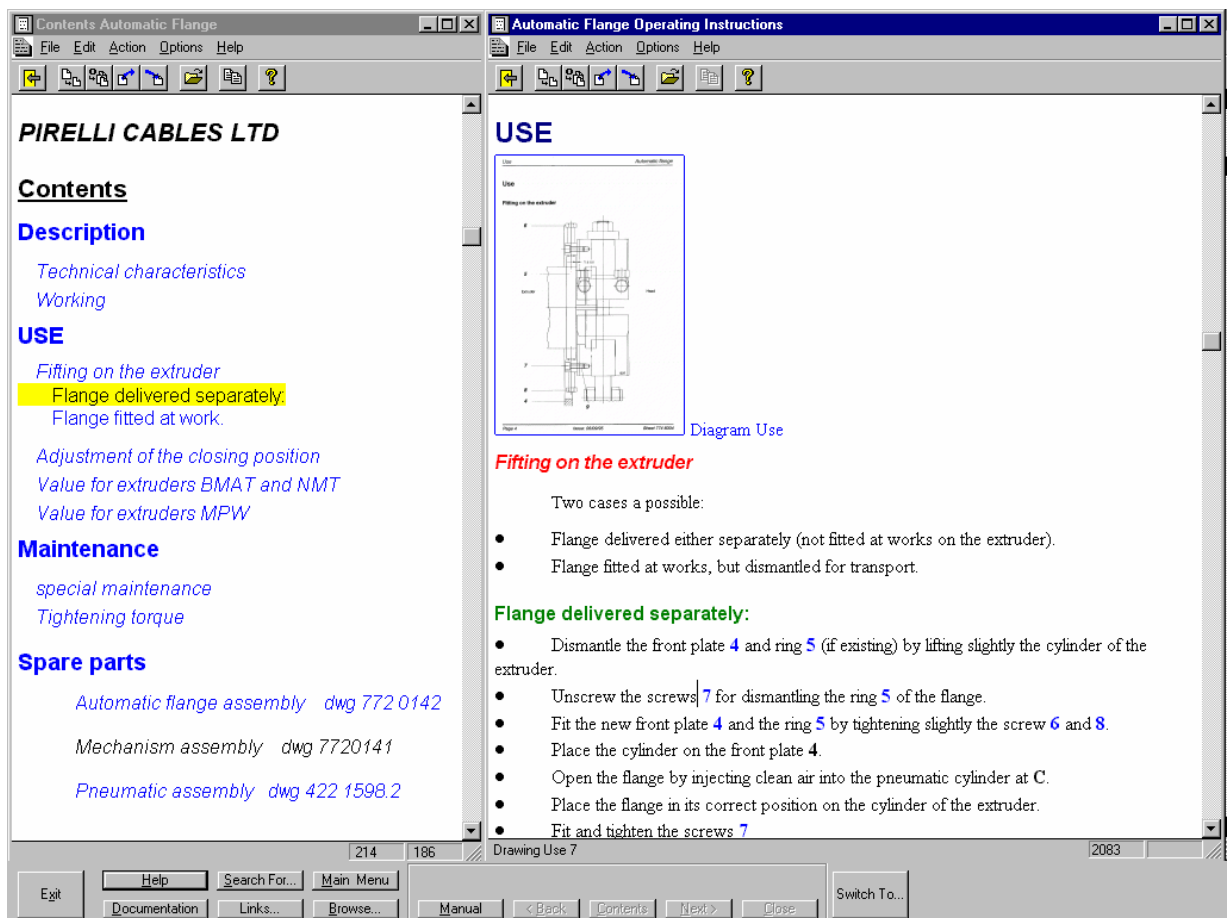 Contents Automatic Flange
File Edit Action Options Help
PIRELLI CABLES LTD
Contents
Description
Technical characteristics
Working
USE
Fifting on the extruder
Flange delivered separately:
Flange fitted at work.
Adjustment of the closing position
Value for extruders BMAT and NMT
Value for extruders MPW
Maintenance
special maintenance
Tightening torque
Spare parts
Automatic flange assembly dwg 772 0142
Mechanism assembly dwg 7720141
Pneumatic assembly dwg 422 1598.2
214 186
Automatic Flange Operating Instructions
File Edit Action Options Help
USE
Use Automatic flange
Use
Fitting on the extruder
Extruder Head
Diagram Use
Fifting on the extruder
Two cases a possible:
● Flange delivered either separately (not fitted at works on the extruder).
● Flange fitted at works, but dismantled for transport.
Flange delivered separately:
● Dismantle the front plate 4 and ring 5 (if existing) by lifting slightly the cylinder of the
extruder.
● Unscrew the screws 7 for dismantling the ring 5 of the flange.
● Fit the new front plate 4 and the ring 5 by tightening slightly the screw 6 and 8.
● Place the cylinder on the front plate 4.
● Open the flange by injecting clean air into the pneumatic cylinder at C.
● Place the flange in its correct position on the cylinder of the extruder.
● Fit and tighten the screws 7
Drawing Use 7 2083
Exit Help Search For... Main Menu Switch To...
Documentation Links... Browse... Manual < Back Contents Next > Close